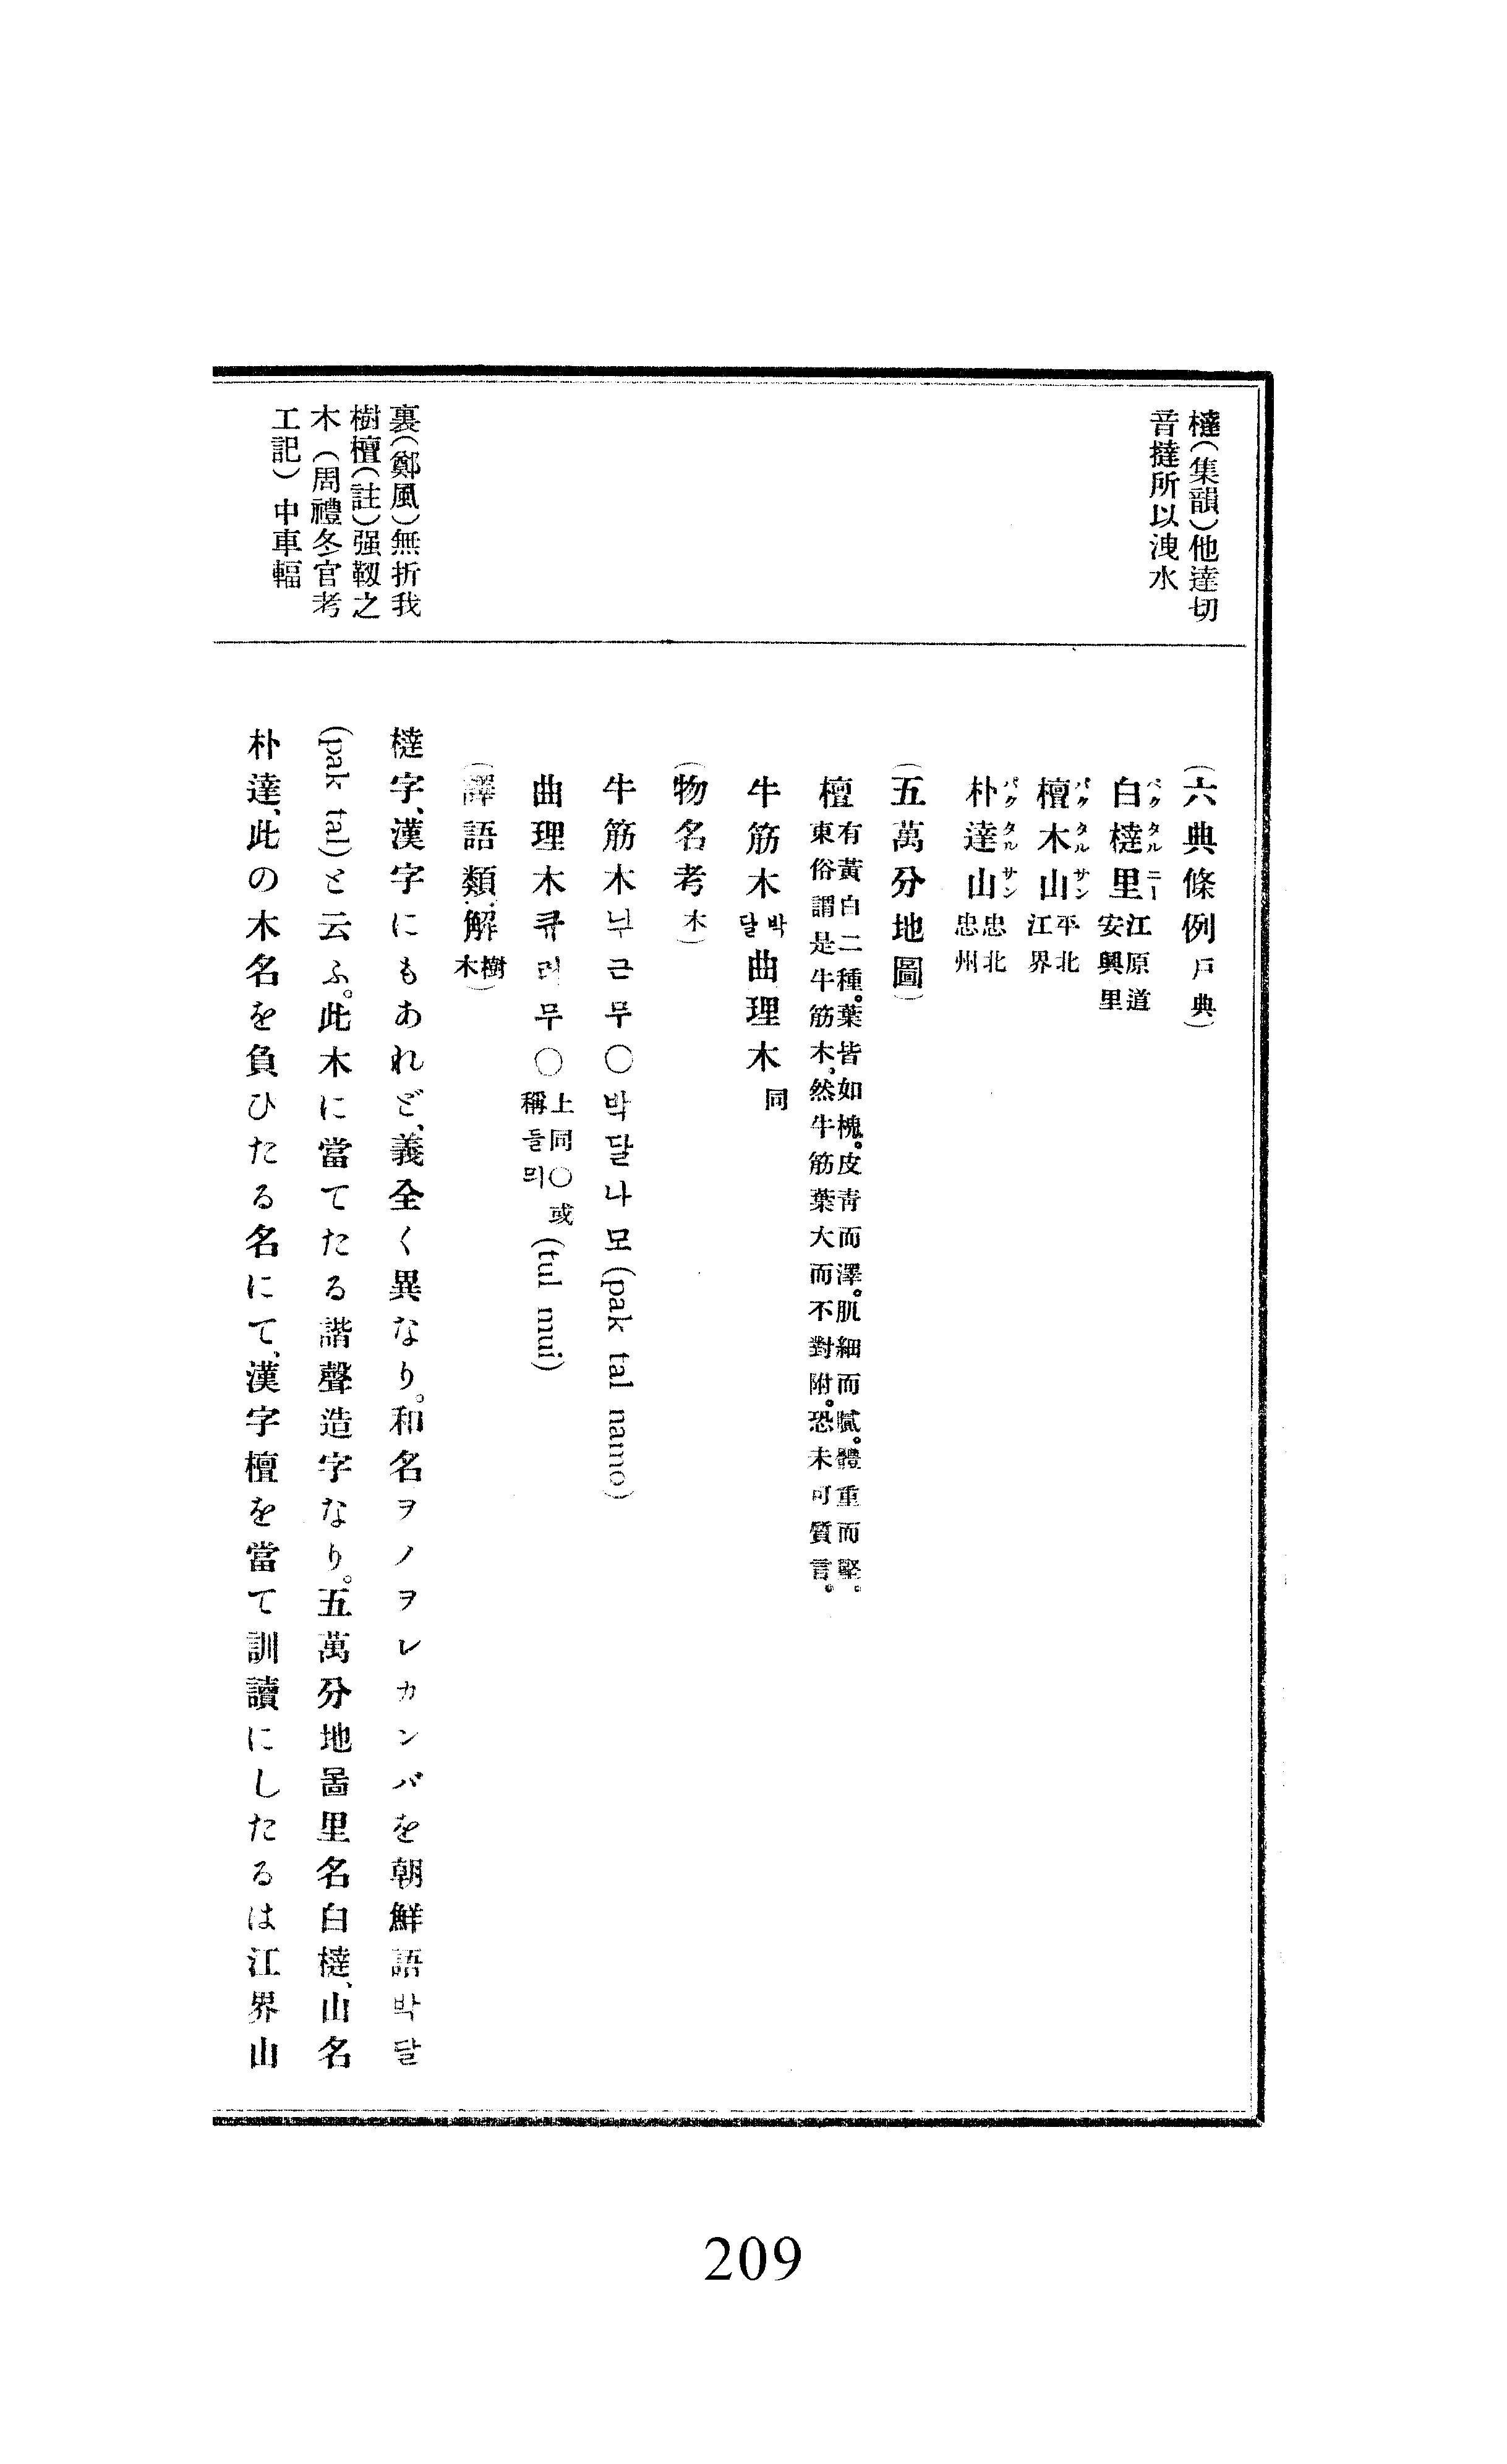 橽(集韻)他達切
音撻所以洩水
裏(鄭風)無折我
樹檀(註)强靱之
木(周禮冬官考
工記)中車輻
(六典條例戶典)
白橽里 ペクタルニー 江原道
安興里
檀木山 パクタルサン 平北
江界
朴達山 パクタルサン 忠北
忠州
(五萬分地圖)
檀 有黃白二種。葉皆如槐。皮靑而澤。肌細而膩。體重而堅。
東俗謂是牛筋木、然牛筋葉大而不對附。恐未可質言。
牛筋木 박
달 曲理木 同
(物名考木)
牛筋木 눠근무○박달나모(pak tal namo)
曲理木 큐리무○ 上同○或
稱들믜 (tul mui)
(譯語類解樹
木)
橽字、漢字にもあれど、義全く異なり。和名ヲノヲレカンバを朝鮮語박달
(pak tal)と云ふ。此木に當てたる諧聲造字なり。五萬分地啚里名白橽、山名
朴達、此の木名を負ひたる名にて、漢字檀を當て訓讀にしたるは江界山
209